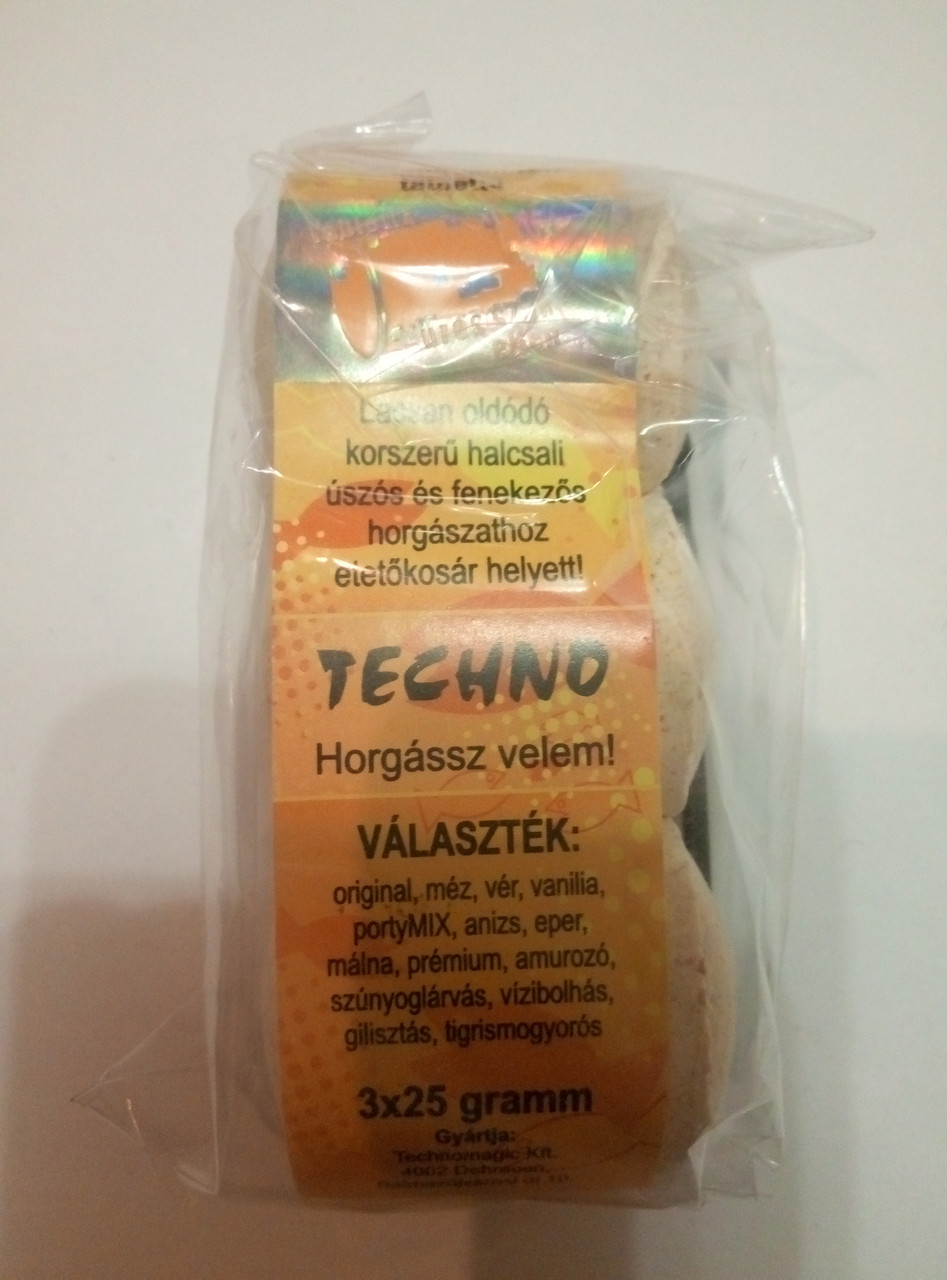 tabletta
Lassan oldódó
korszerű halcsali
úszós és fenekezős
horgászathoz
etetőkosár helyett!
TECHNO
Horgássz velem!
VÁLASZTÉK:
original, méz, vér, vanilia,
portyMIX, anizs, eper,
málna, prémium, amurozó,
szúnyoglárvás, vízibolhás,
gilisztás, tigrismogyorós
3x25 gramm
Gyártja:
Technomagic Kft.
4002 Debrecen,